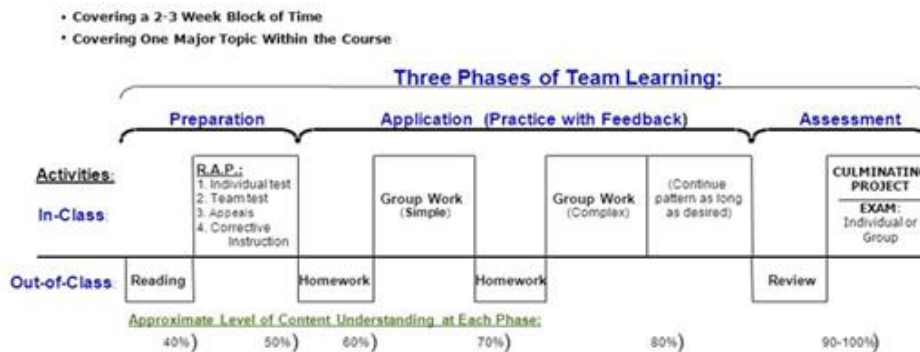 • Covering a 2-3 Week Block of Time
• Covering One Major Topic Within the Course
Three Phases of Team Learning:
Preparation
Application (Practice with Feedback)
Assessment
Activities:
In-Class:
R.A.P.:
1. Individual test
2. Team test
3. Appeals
4. Corrective
Instruction
Group Work
(Simple)
Group Work
(Complex)
(Continue
pattern as long
as desired)
CULMINATING
PROJECT
EXAM:
Individual or
Group
Out-of-Class:
Reading
Homework
Homework
Review
Approximate Level of Content Understanding at Each Phase:
40%) 50%) 60%) 70%) 80%) 90-100%)